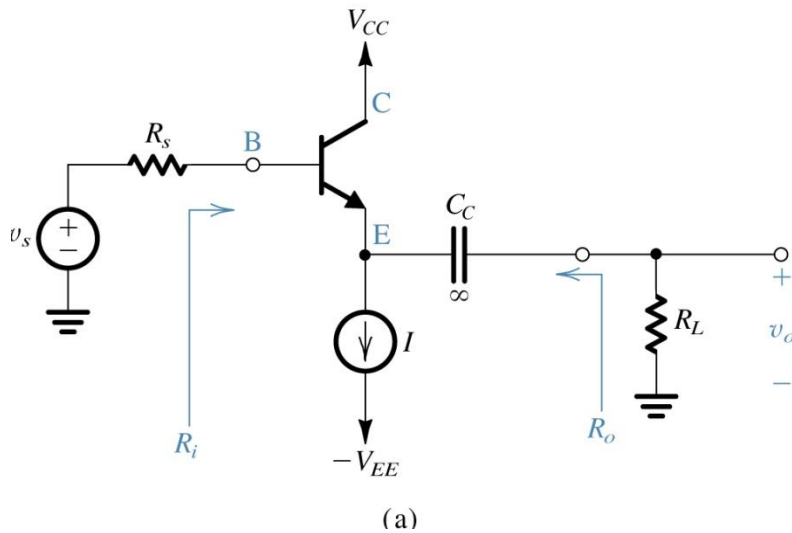 V_CC
C
R_s
B
v_s
+
−
E
C_C
∞
I
R_L
+
v_o
−
R_i
R_o
−V_EE
(a)